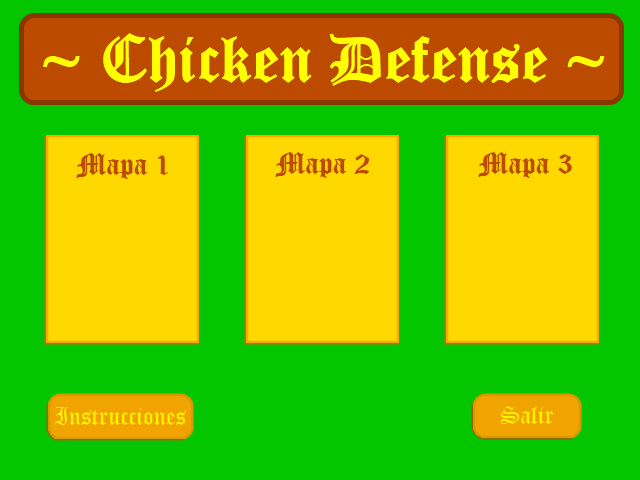 ~ Chicken Defense ~
Mapa 1
Mapa 2
Mapa 3
Instrucciones
Salir